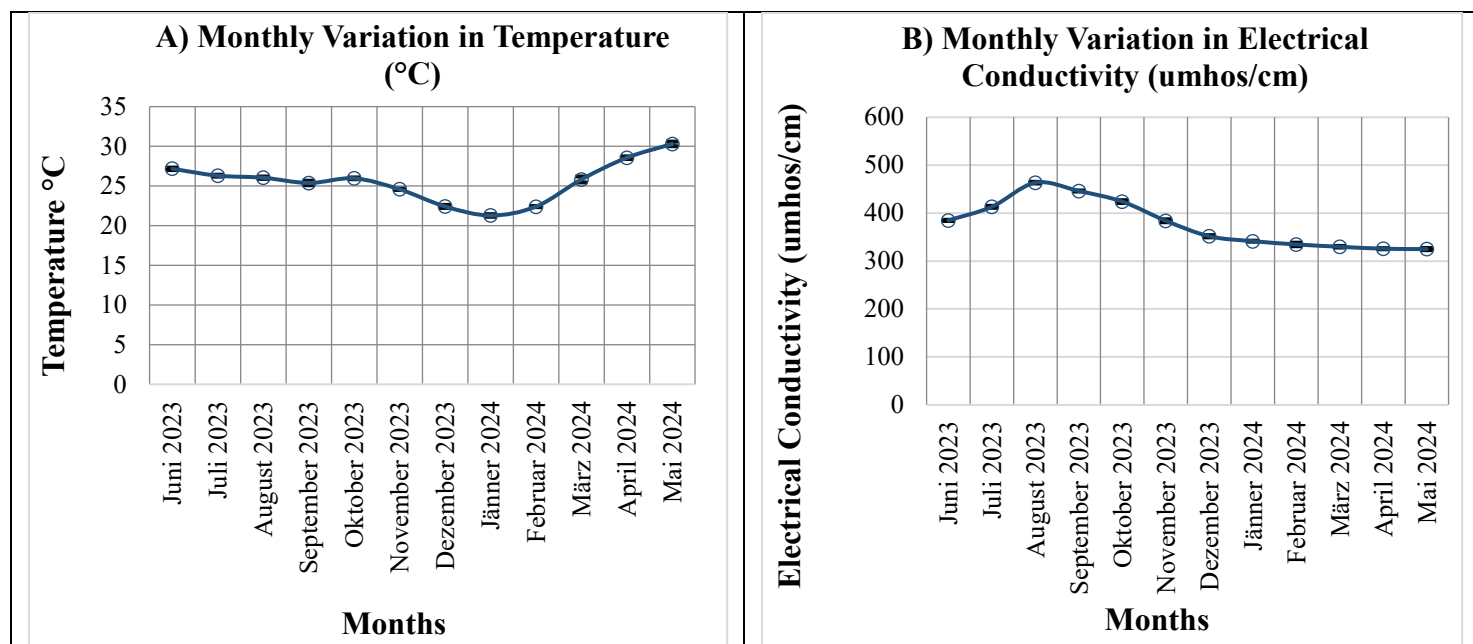 A) Monthly Variation in Temperature
(°C)
35
30
25
20
15
10
5
0
Temperature °C
Juni 2023
Juli 2023
August 2023
September 2023
Oktober 2023
November 2023
Dezember 2023
Jänner 2024
Februar 2024
März 2024
April 2024
Mai 2024
Months
B) Monthly Variation in Electrical
Conductivity (umhos/cm)
600
500
400
300
200
100
0
Electrical Conductivity (umhos/cm)
Juni 2023
Juli 2023
August 2023
September 2023
Oktober 2023
November 2023
Dezember 2023
Jänner 2024
Februar 2024
März 2024
April 2024
Mai 2024
Months